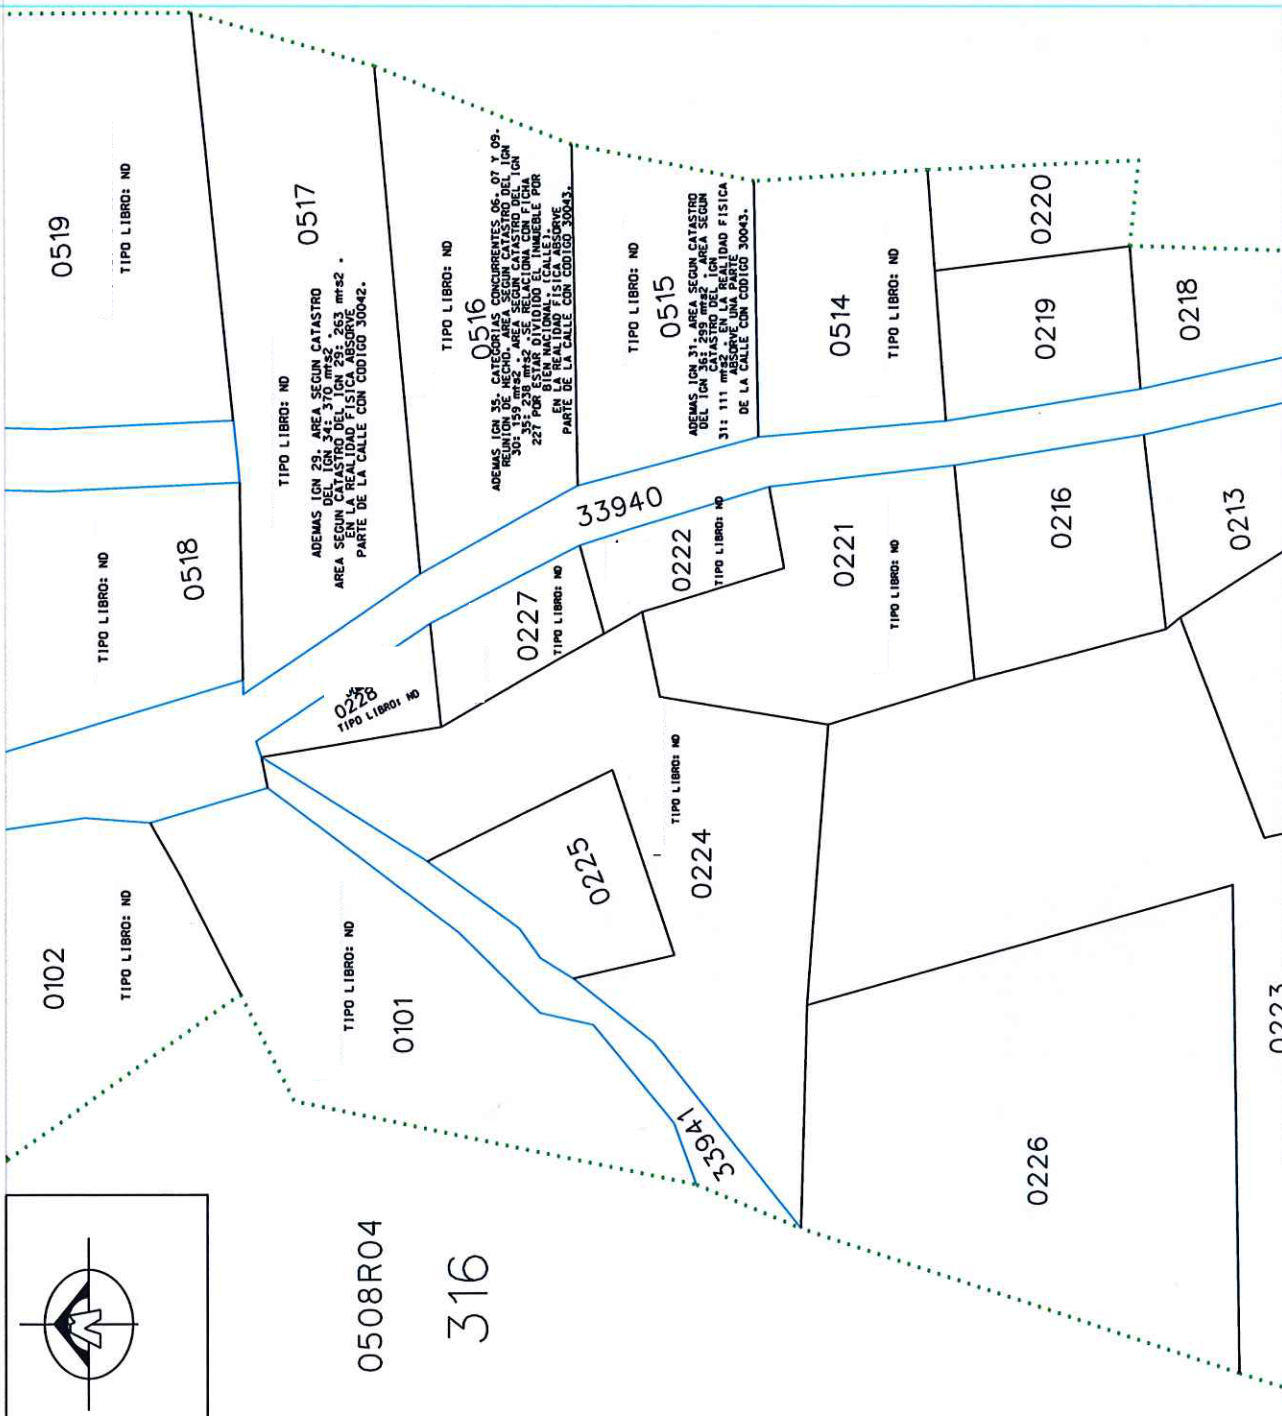 0519
TIPO LIBRO: ND
0517
TIPO LIBRO: ND
ADEMAS IGN 29. AREA SEGUN CATASTRO
DEL IGN 34: 370 mts2 .
AREA SEGUN CATASTRO DEL IGN 29: 263 mts2 .
EN LA REALIDAD FISICA ABSORVE
PARTE DE LA CALLE CON CODIGO 30042.
TIPO LIBRO: ND
0516
ADEMAS IGN 35. CATEGORIAS CONCURRENTES 06. 07 Y 09.
REUNION DE HECHO. AREA SEGUN CATASTRO DEL IGN
30: 159 mts2 . AREA SEGUN CATASTRO DEL IGN
35: 238 mts2 .SE RELACIONA CON FICHA
227 POR ESTAR DIVIDIDO EL INMUEBLE POR
BIEN NACIONAL. (CALLE).
EN LA REALIDAD FISICA ABSORVE
PARTE DE LA CALLE CON CODIGO 30043.
TIPO LIBRO: ND
0515
ADEMAS IGN 31. AREA SEGUN CATASTRO
DEL IGN 36: 299 mts2 . AREA SEGUN
CATASTRO DEL IGN
31: 111 mts2 . EN LA REALIDAD FISICA
ABSORVE UNA PARTE
DE LA CALLE CON CODIGO 30043.
0514
TIPO LIBRO: ND
0220
0219
0218
TIPO LIBRO: ND
0518
33940
0227
TIPO LIBRO: ND
0222
TIPO LIBRO: ND
0221
TIPO LIBRO: ND
0216
0213
0228
TIPO LIBRO: ND
0225
TIPO LIBRO: ND
0224
0102
TIPO LIBRO: ND
TIPO LIBRO: ND
0101
33941
0226
0223
0508R04
316